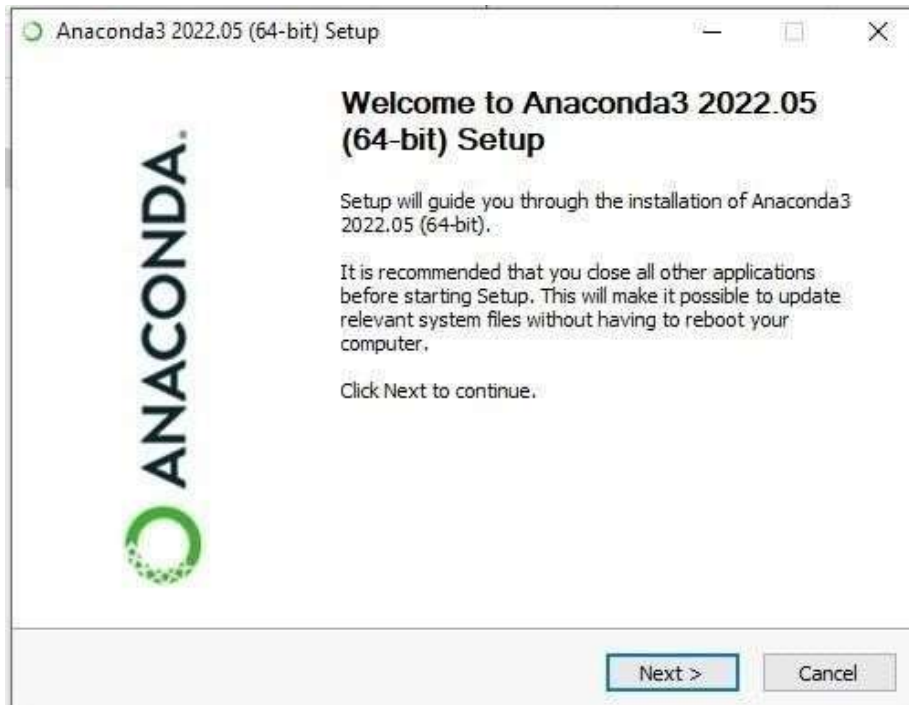 Anaconda3 2022.05 (64-bit) Setup
Welcome to Anaconda3 2022.05
(64-bit) Setup
Setup will guide you through the installation of Anaconda3
2022.05 (64-bit).
It is recommended that you close all other applications
before starting Setup. This will make it possible to update
relevant system files without having to reboot your
computer.
Click Next to continue.
ANACONDA.
Next >
Cancel